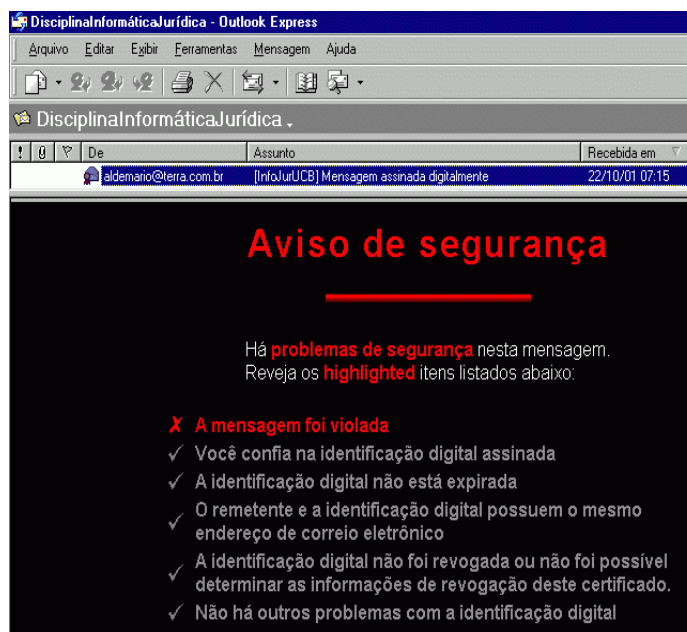 DisciplinaInformáticaJurídica - Outlook Express
Arquivo Editar Exibir Ferramentas Mensagem Ajuda
DisciplinaInformáticaJurídica
! De Assunto Recebida em
aldemario@terra.com.br [InfoJurUCB] Mensagem assinada digitalmente 22/10/01 07:15
Aviso de segurança
Há problemas de segurança nesta mensagem.
Reveja os highlighted itens listados abaixo:
✗ A mensagem foi violada
✓ Você confia na identificação digital assinada
✓ A identificação digital não está expirada
✓ O remetente e a identificação digital possuem o mesmo
endereço de correio eletrônico
✓ A identificação digital não foi revogada ou não foi possível
determinar as informações de revogação deste certificado.
✓ Não há outros problemas com a identificação digital